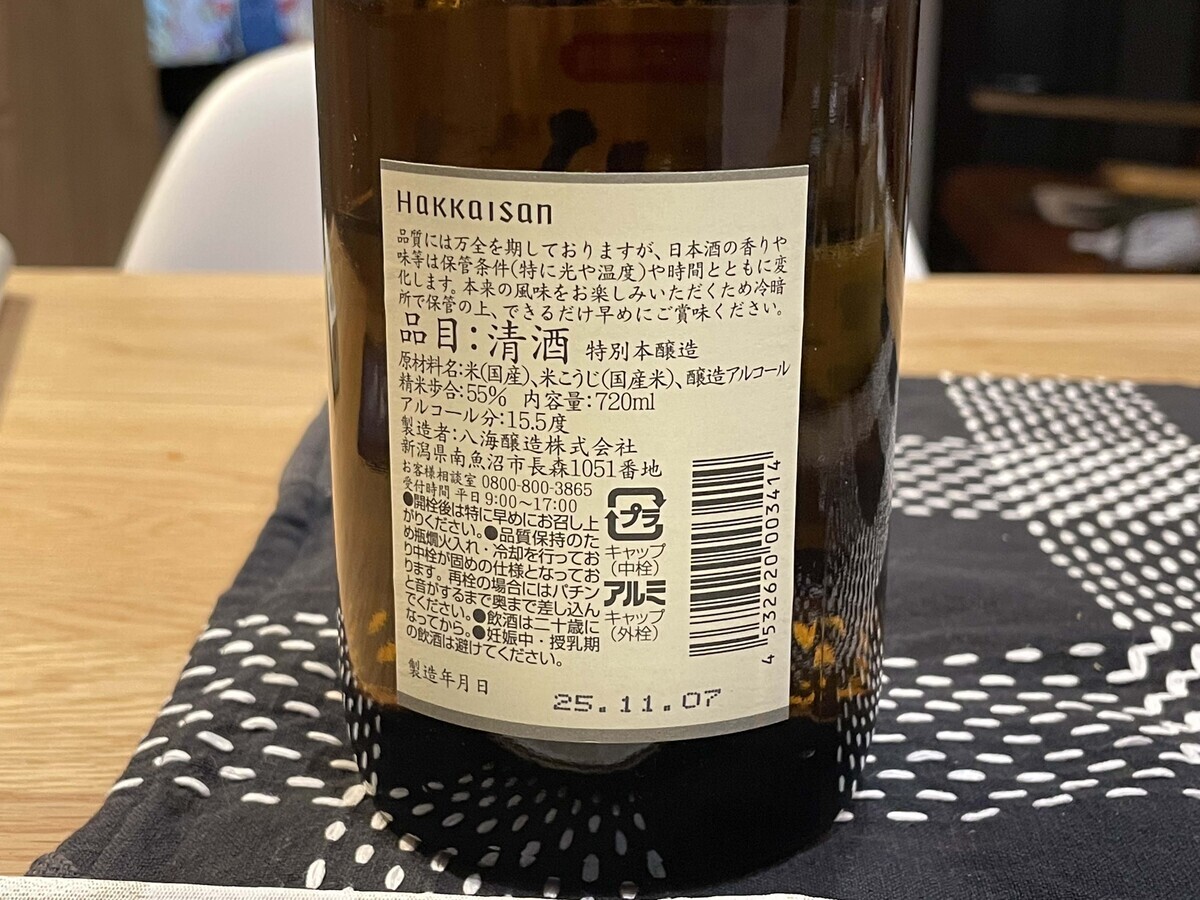 Hakkaisan
品質には万全を期しておりますが、日本酒の香りや
味等は保管条件(特に光や温度)や時間とともに変
化します。本来の風味をお楽しみいただくため冷暗
所で保管の上、できるだけ早めにご賞味ください。
品目:清酒 特別本醸造
原材料名:米(国産)、米こうじ(国産米)、醸造アルコール
精米歩合:55% 内容量:720ml
アルコール分:15.5度
製造者:八海醸造株式会社
新潟県南魚沼市長森1051番地
お客様相談室 0800-800-3865
受付時間 平日 9:00~17:00
●開栓後は特に早めにお召し上
がりください。●品質保持のた
め瓶燗火入れ・冷却を行ってお
り中栓が固めの仕様となってお
ります。再栓の場合にはパチン
と音がするまで奥まで差し込ん
でください。●飲酒は二十歳に
なってから。●妊娠中・授乳期
の飲酒は避けてください。
プラ
キャップ
(中栓)
アルミ
キャップ
(外栓)
4 532620 003414
製造年月日
25.11.07